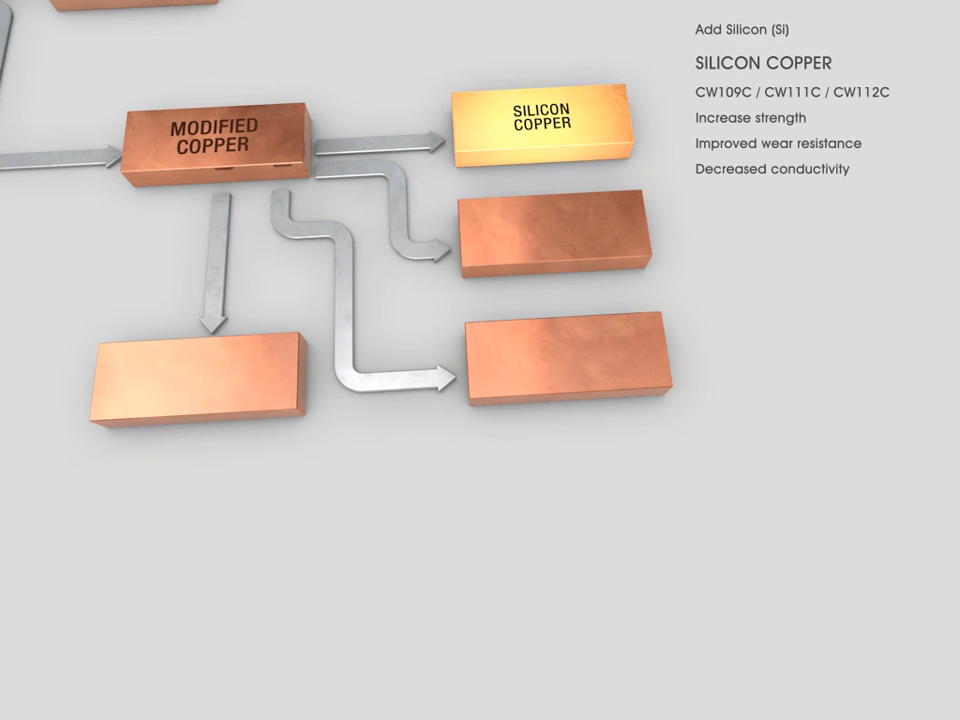 Add Silicon (Si)
SILICON COPPER
CW109C / CW111C / CW112C
Increase strength
Improved wear resistance
Decreased conductivity
MODIFIED
COPPER
SILICON
COPPER